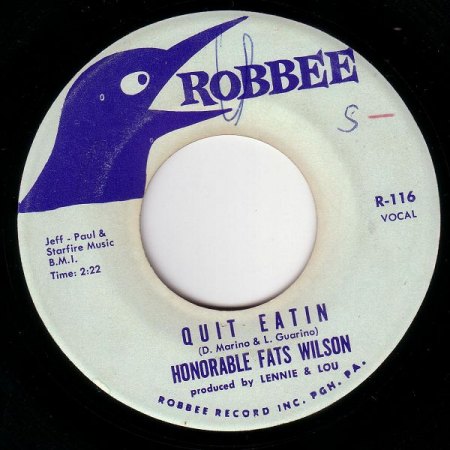 ROBBEE
S-
R-116
VOCAL
Jeff - Paul &
Starfire Music
B.M.I.
Time: 2:22
QUIT EATIN
(D. Marino & L. Guarino)
HONORABLE FATS WILSON
produced by LENNIE & LOU
ROBBEE RECORD INC. PGH, PA.